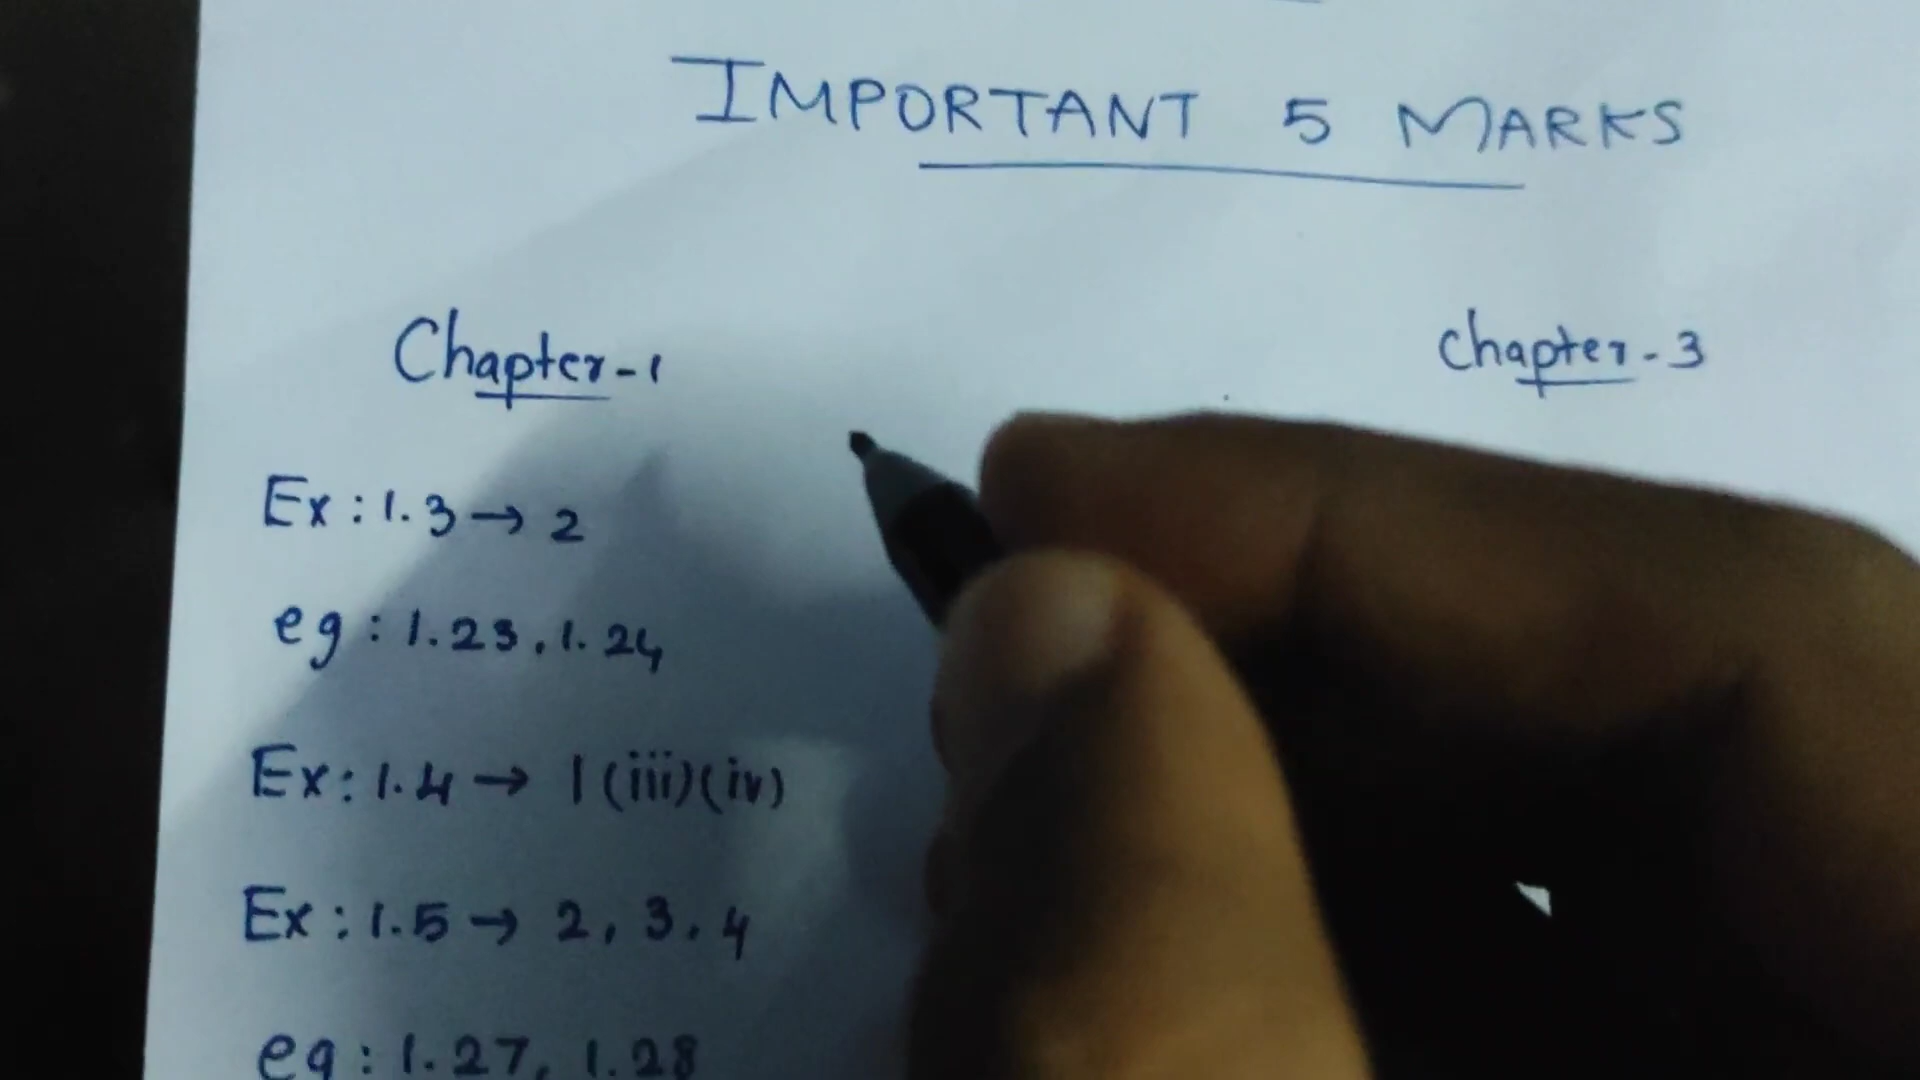 IMPORTANT 5 MARKS
Chapter-1
Ex: 1.3 → 2
eg: 1.23, 1.24
Ex: 1.4 → 1(iii)(iv)
Ex: 1.5 → 2, 3, 4
eg: 1.27, 1.28
Chapter-3